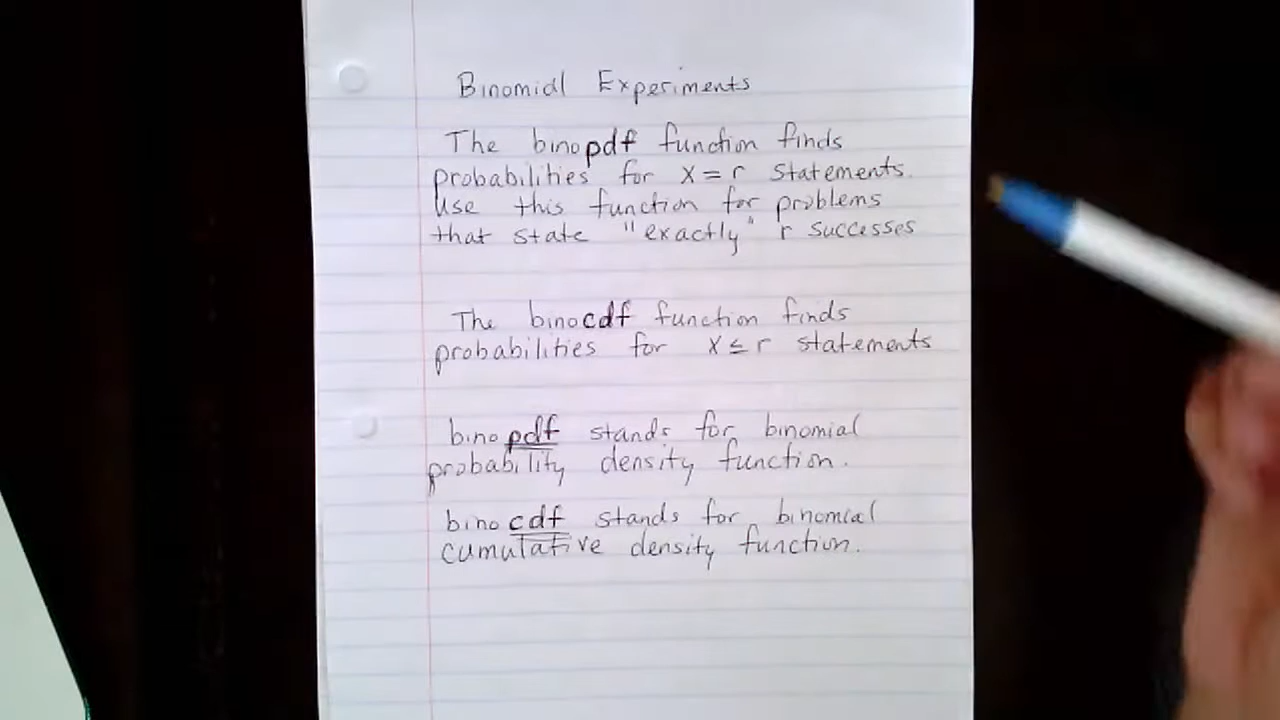 Binomial Experiments
The binopdf function finds
probabilities for x = r statements.
Use this function for problems
that state "exactly" r successes
The binocdf function finds
probabilities for x ≤ r statements
binopdf stands for binomial
probability density function.
binocdf stands for binomial
cumulative density function.